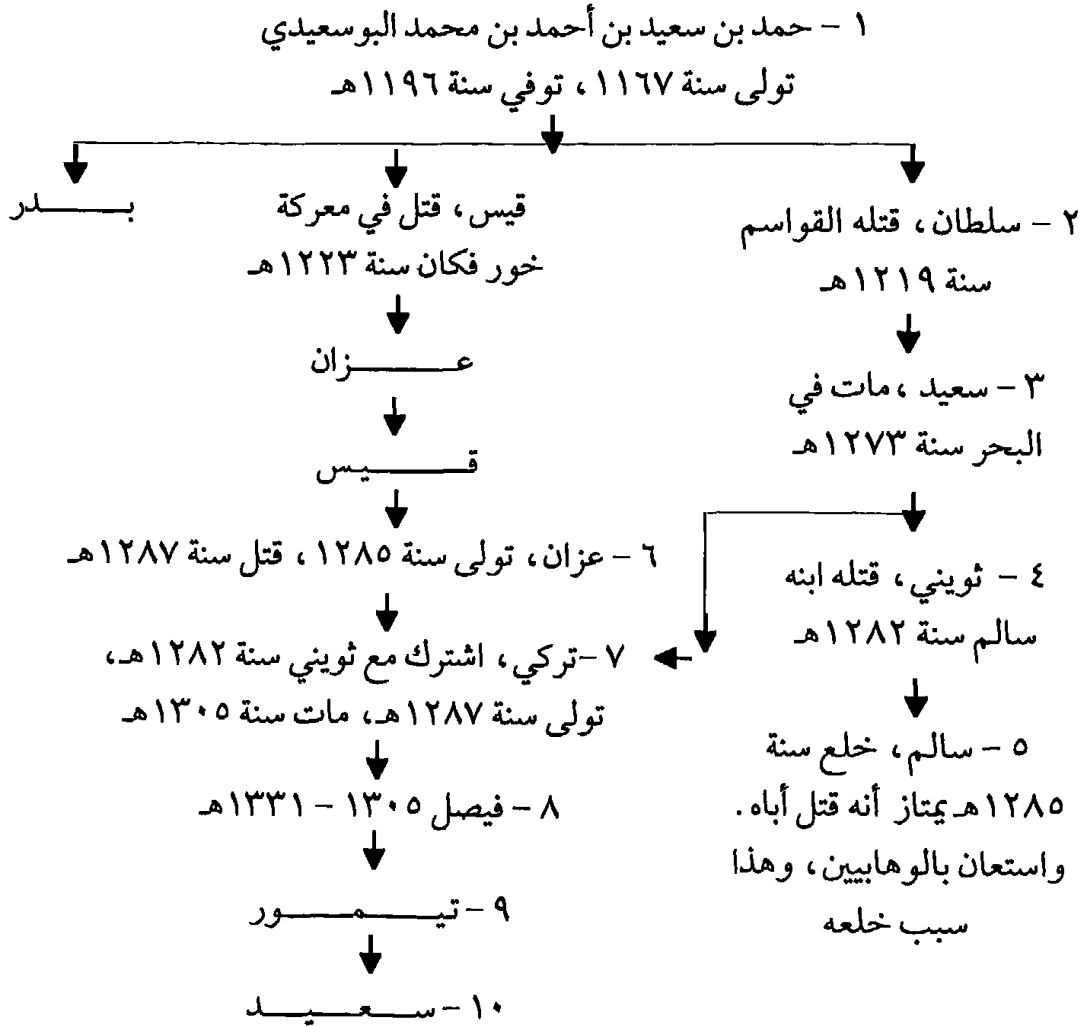 ١ – حمد بن سعيد بن أحمد بن محمد البوسعيدي
تولى سنة ١١٦٧ ، توفي سنة ١١٩٦هـ
٢ – سلطان، قتله القواسم
سنة ١٢١٩هـ
قيس، قتل في معركة
خور فكان سنة ١٢٢٣هـ
بـــــدر
٣ – سعيد ، مات في
البحر سنة ١٢٧٣هـ
عـــــزان
قـــــيس
٤ – ثويني، قتله ابنه
سالم سنة ١٢٨٢هـ
٥ – سالم، خلع سنة
١٢٨٥هـ يمتاز أنه قتل أباه.
واستعان بالوهابيين، وهذا
سبب خلعه
٦ – عزان، تولى سنة ١٢٨٥ ، قتل سنة ١٢٨٧هـ
٧ –تركي، اشترك مع ثويني سنة ١٢٨٢هـ،
تولى سنة ١٢٨٧هـ، مات سنة ١٣٠٥هـ
٨ – فيصل ١٣٠٥ – ١٣٣١هـ
٩ – تيـــــمـــــور
١٠ – ســـعـــيـــد